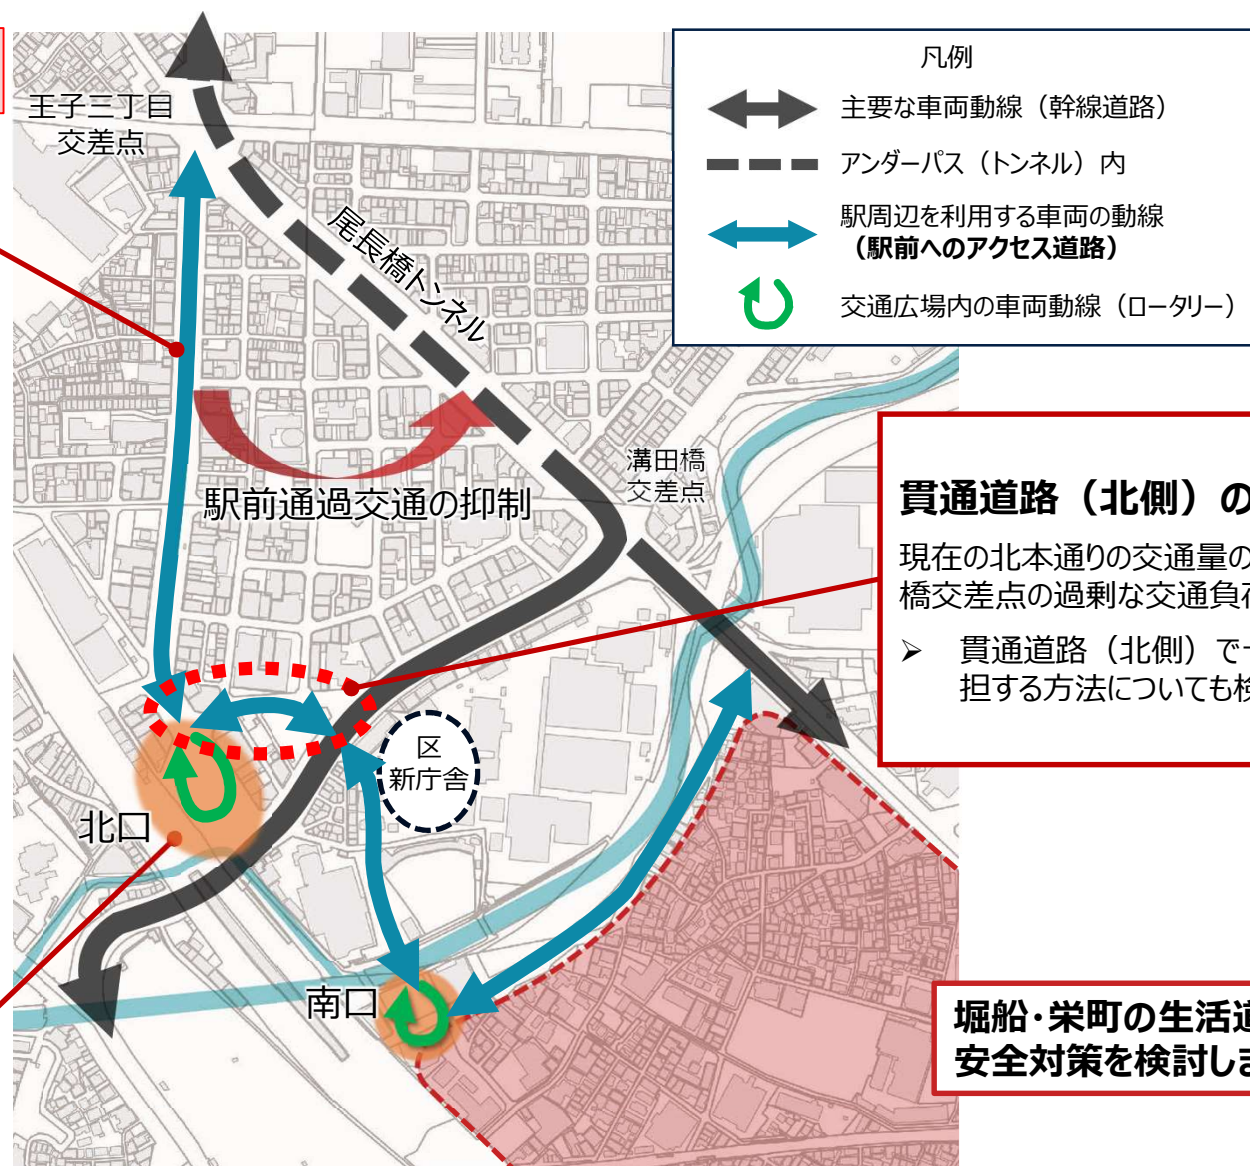 凡例
主要な車両動線（幹線道路）
アンダーパス（トンネル）内
駅周辺を利用する車両の動線
（駅前へのアクセス道路）
交通広場内の車両動線（ロータリー）
王子三丁目
交差点
尾長橋トンネル
溝田橋
交差点
駅前通過交通の抑制
貫通道路（北側）の
現在の北本通りの交通量の
橋交差点の過剰な交通負荷
➢ 貫通道路（北側）で
担する方法についても検
区
新庁舎
北口
南口
堀船・栄町の生活道
安全対策を検討しま